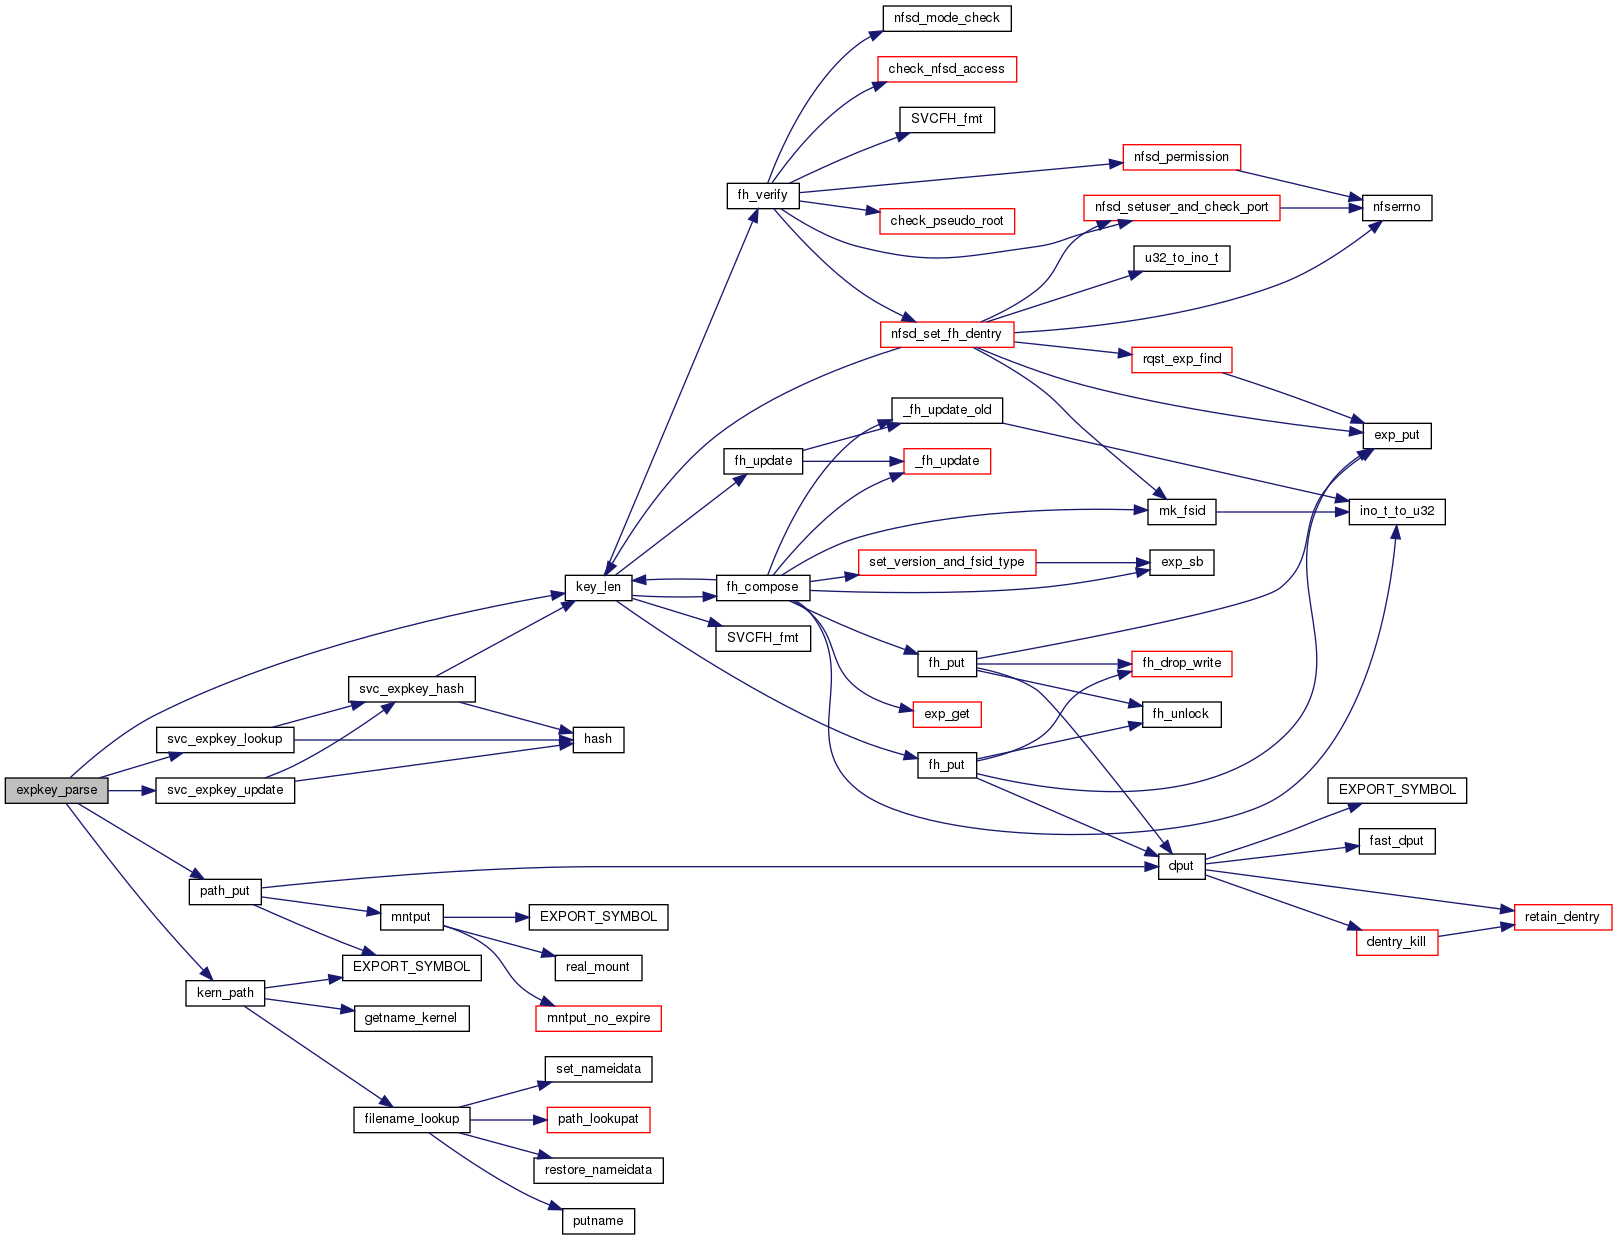 nfsd_mode_check
check_nfsd_access
SVCFH_fmt
nfsd_permission
fh_verify
nfsd_setuser_and_check_port
nfserrno
check_pseudo_root
u32_to_ino_t
nfsd_set_fh_dentry
rqst_exp_find
_fh_update_old
exp_put
fh_update
_fh_update
mk_fsid
ino_t_to_u32
set_version_and_fsid_type
exp_sb
key_len
fh_compose
SVCFH_fmt
fh_put
fh_drop_write
svc_expkey_hash
exp_get
fh_unlock
svc_expkey_lookup
hash
fh_put
expkey_parse
svc_expkey_update
EXPORT_SYMBOL
fast_dput
dput
path_put
mntput
EXPORT_SYMBOL
retain_dentry
dentry_kill
EXPORT_SYMBOL
real_mount
kern_path
getname_kernel
mntput_no_expire
set_nameidata
filename_lookup
path_lookupat
restore_nameidata
putname